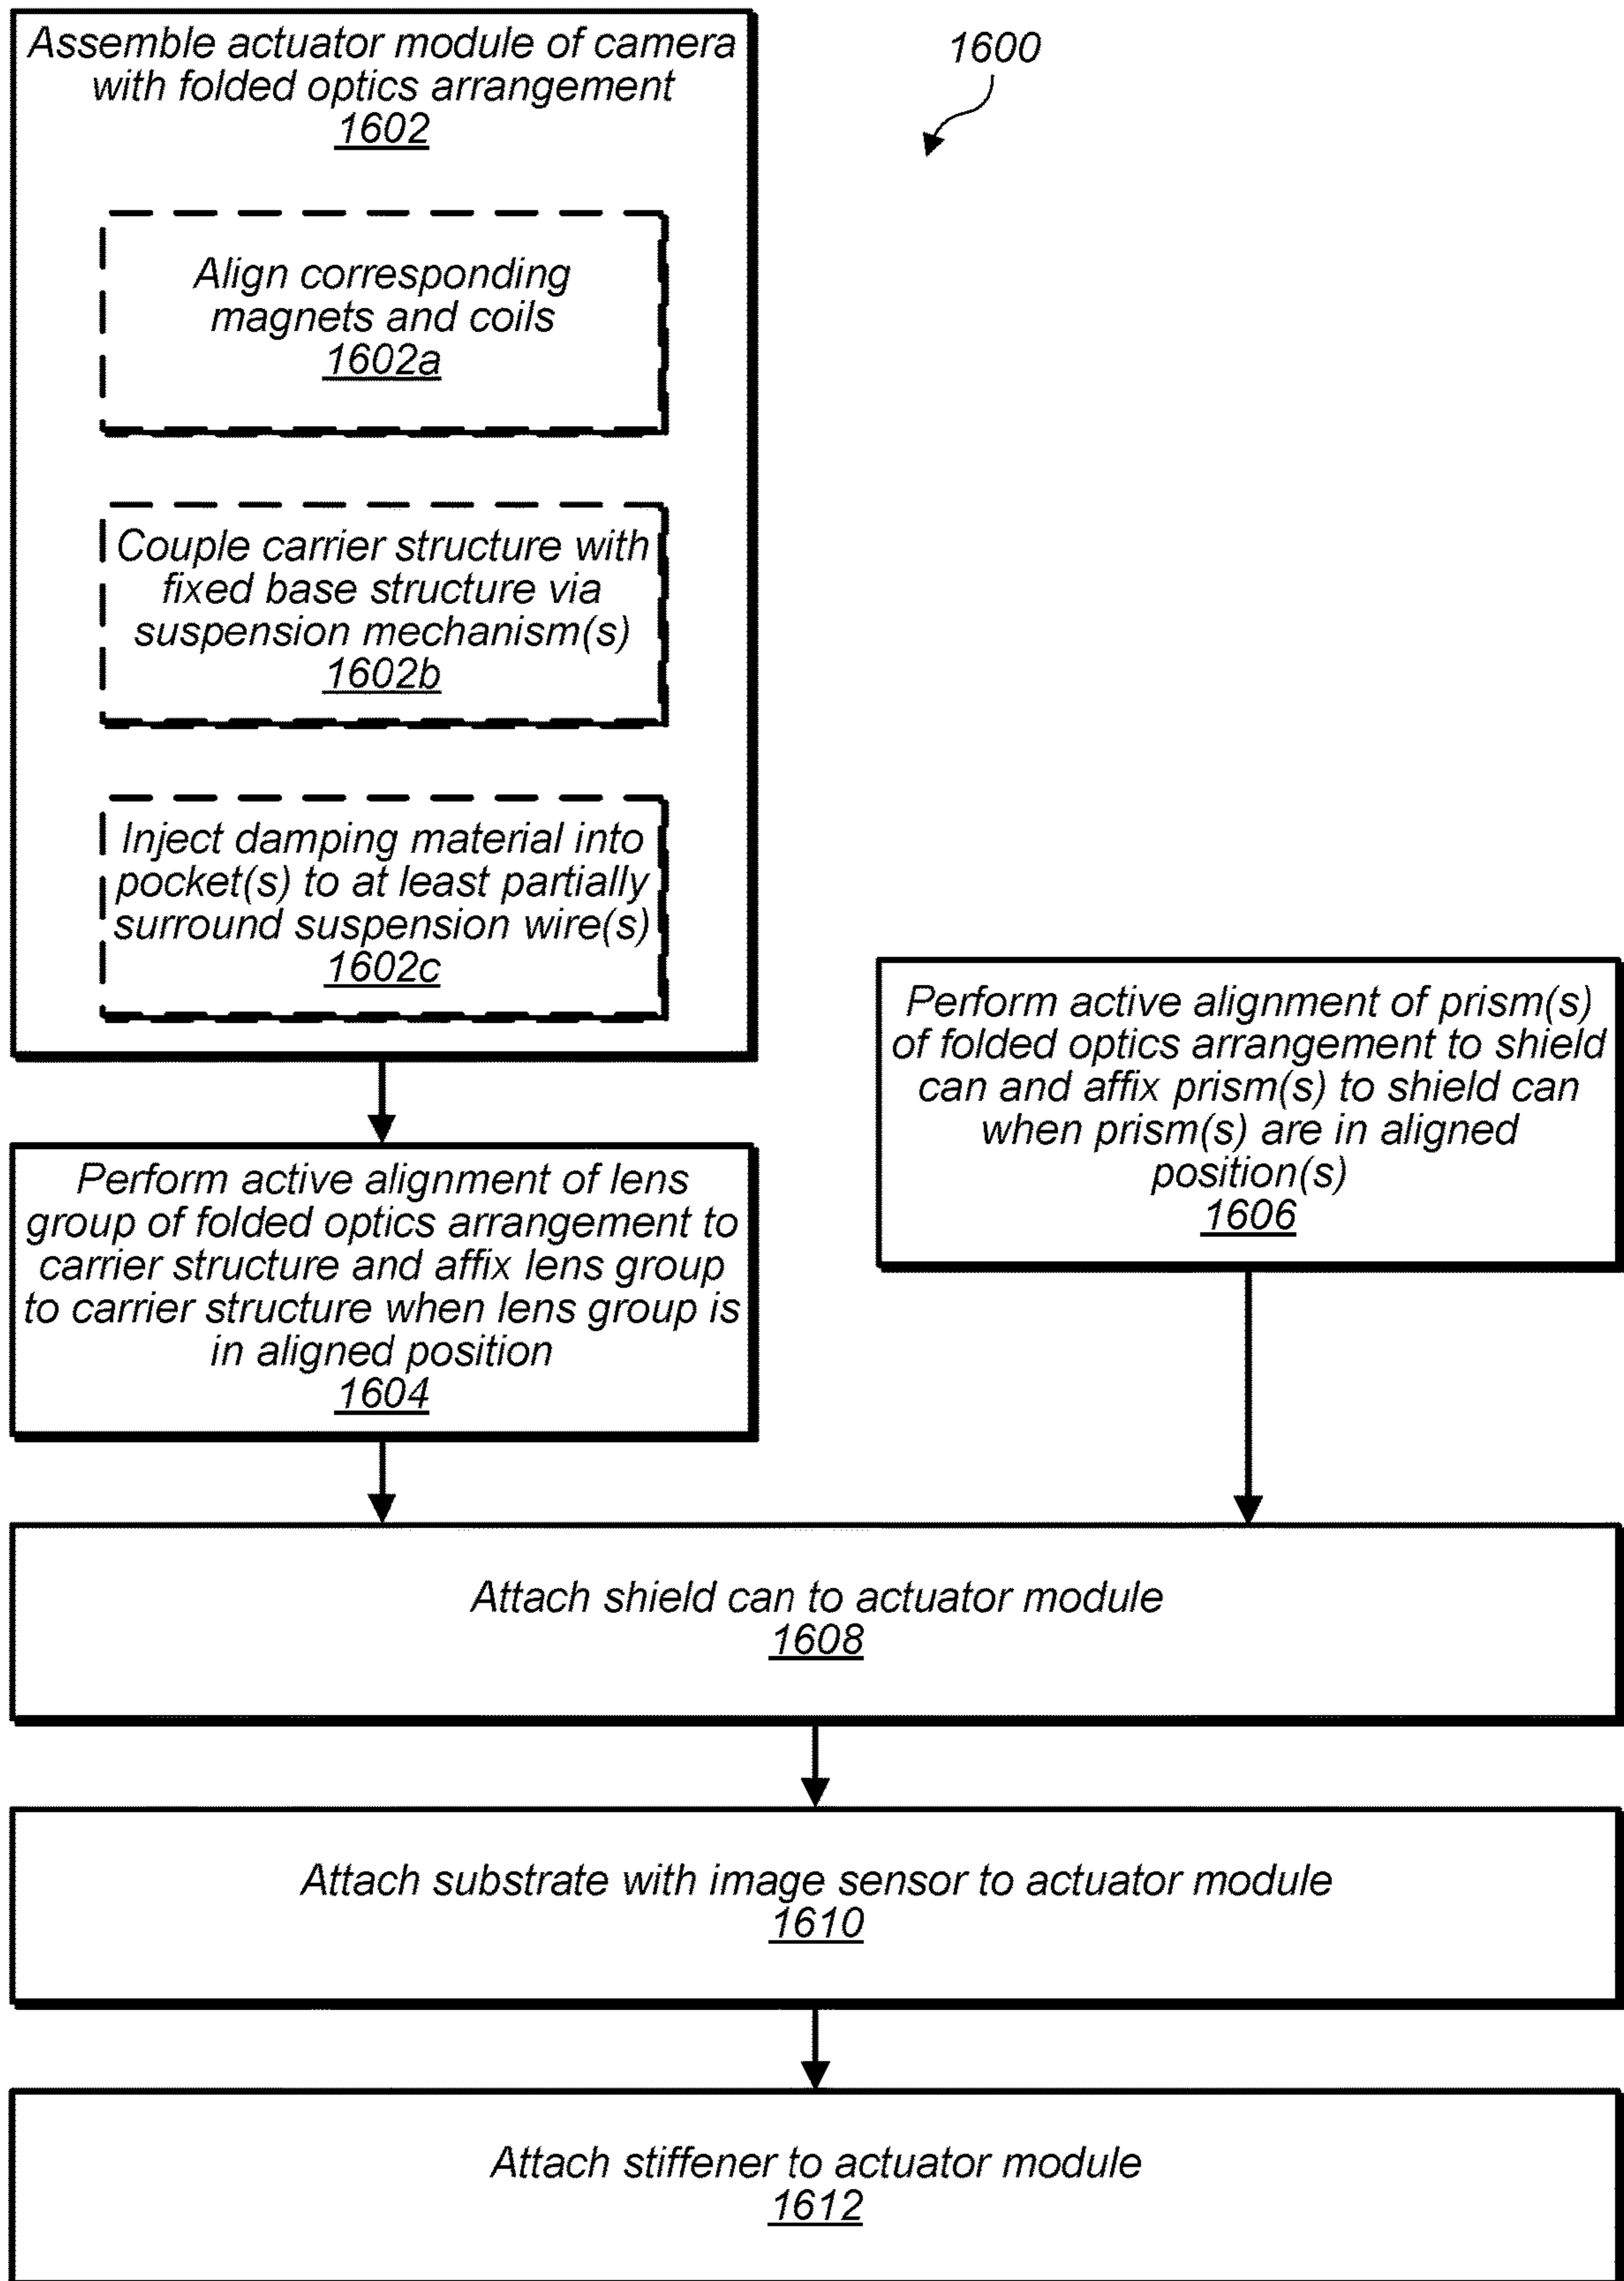 Assemble actuator module of camera
with folded optics arrangement
1602
1600
Align corresponding
magnets and coils
1602a
Couple carrier structure with
fixed base structure via
suspension mechanism(s)
1602b
Inject damping material into
pocket(s) to at least partially
surround suspension wire(s)
1602c
Perform active alignment of lens
group of folded optics arrangement to
carrier structure and affix lens group
to carrier structure when lens group is
in aligned position
1604
Perform active alignment of prism(s)
of folded optics arrangement to shield
can and affix prism(s) to shield can
when prism(s) are in aligned
position(s)
1606
Attach shield can to actuator module
1608
Attach substrate with image sensor to actuator module
1610
Attach stiffener to actuator module
1612